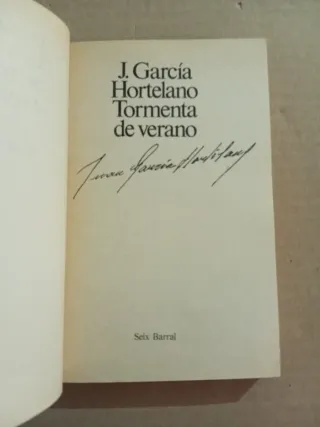 J. García
Hortelano
Tormenta
de verano
Juan García Hortelano
Seix Barral